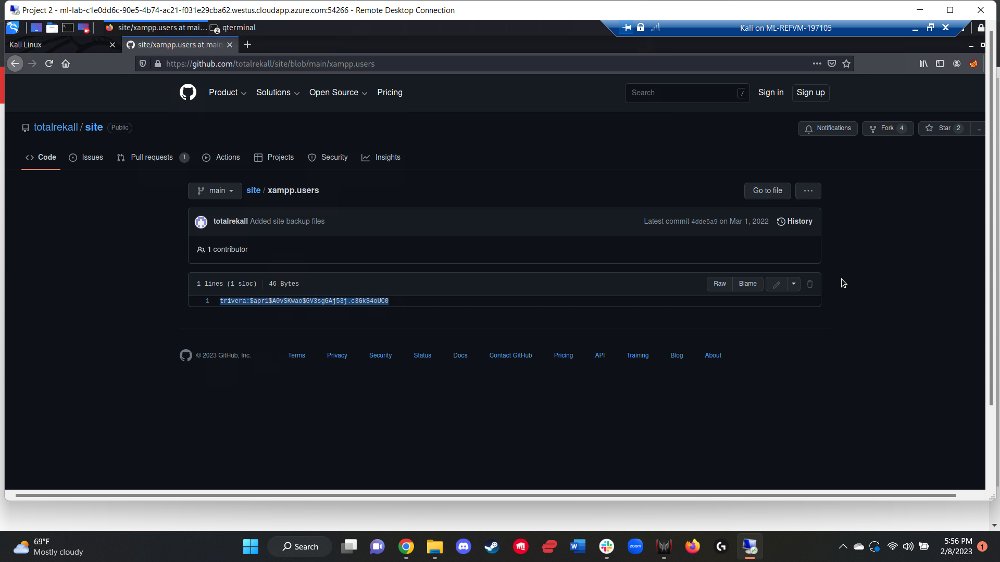 Project 2 - ml-lab-c1e0dd6c-90e5-4b74-ac21-f031e29cba62.westus.cloudapp.azure.com:54266 - Remote Desktop Connection
site/xampp.users at mai... 2 qterminal
Kali on ML-REFVM-197105
Kali Linux
site/xampp.users at main
https://github.com/totalrekall/site/blob/main/xampp.users
Product Solutions Open Source Pricing
Search /
Sign in Sign up
totalrekall / site Public
Notifications Fork 4 Star 2
Code Issues Pull requests 1 Actions Projects Security Insights
main site / xampp.users
Go to file
totalrekall Added site backup files
Latest commit 4dde5a9 on Mar 1, 2022 History
1 contributor
1 lines (1 sloc) 46 Bytes
Raw Blame
1 trivera:$apr1$A0vSKwao$GV3sgGAj53j.c3GkS4oUC0
© 2023 GitHub, Inc. Terms Privacy Security Status Docs Contact GitHub Pricing API Training Blog About
69°F
Mostly cloudy
Search
zoom
5:56 PM
2/8/2023
1